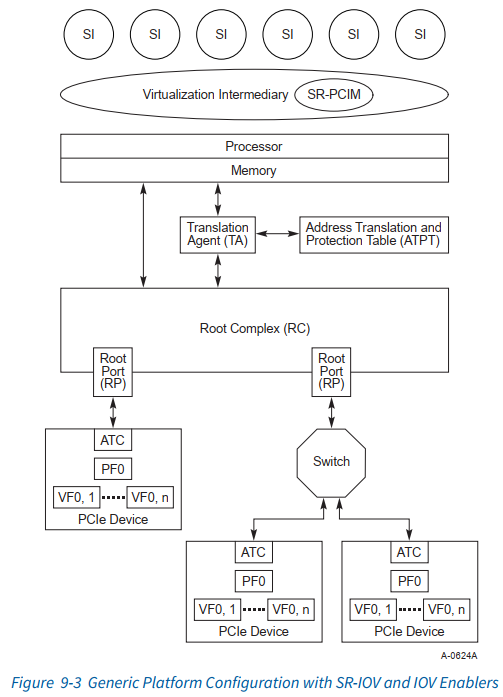 SI SI SI SI SI SI
Virtualization Intermediary SR-PCIM
Processor
Memory
Translation
Agent (TA)
Address Translation and
Protection Table (ATPT)
Root Complex (RC)
Root
Port
(RP)
Root
Port
(RP)
ATC
PF0
VF0, 1 VF0, n
PCIe Device
Switch
ATC
PF0
VF0, 1 VF0, n
PCIe Device
ATC
PF0
VF0, 1 VF0, n
PCIe Device
A-0624A
Figure 9-3 Generic Platform Configuration with SR-IOV and IOV Enablers